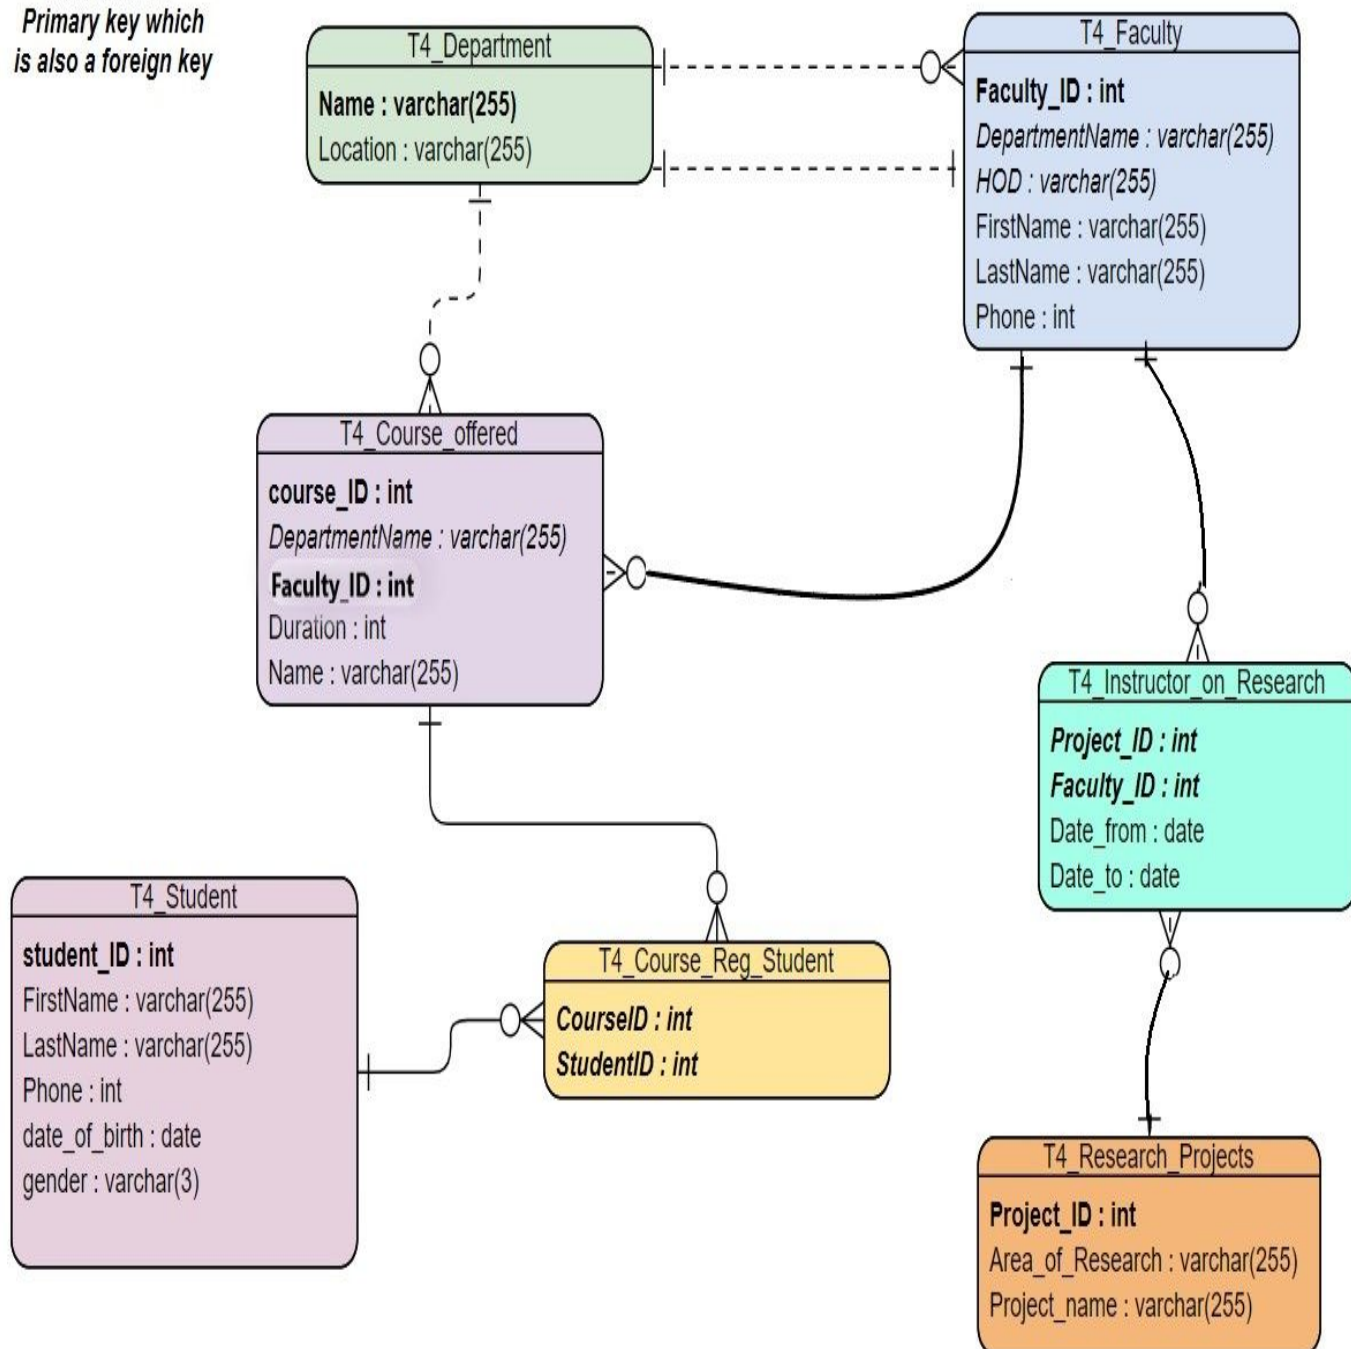 Primary key which
is also a foreign key
T4_Department
Name : varchar(255)
Location : varchar(255)
T4_Faculty
Faculty_ID : int
DepartmentName : varchar(255)
HOD : varchar(255)
FirstName : varchar(255)
LastName : varchar(255)
Phone : int
T4_Course_offered
course_ID : int
DepartmentName : varchar(255)
Faculty_ID : int
Duration : int
Name : varchar(255)
T4_Instructor_on_Research
Project_ID : int
Faculty_ID : int
Date_from : date
Date_to : date
T4_Student
student_ID : int
FirstName : varchar(255)
LastName : varchar(255)
Phone : int
date_of_birth : date
gender : varchar(3)
T4_Course_Reg_Student
CourseID : int
StudentID : int
T4_Research_Projects
Project_ID : int
Area_of_Research : varchar(255)
Project_name : varchar(255)